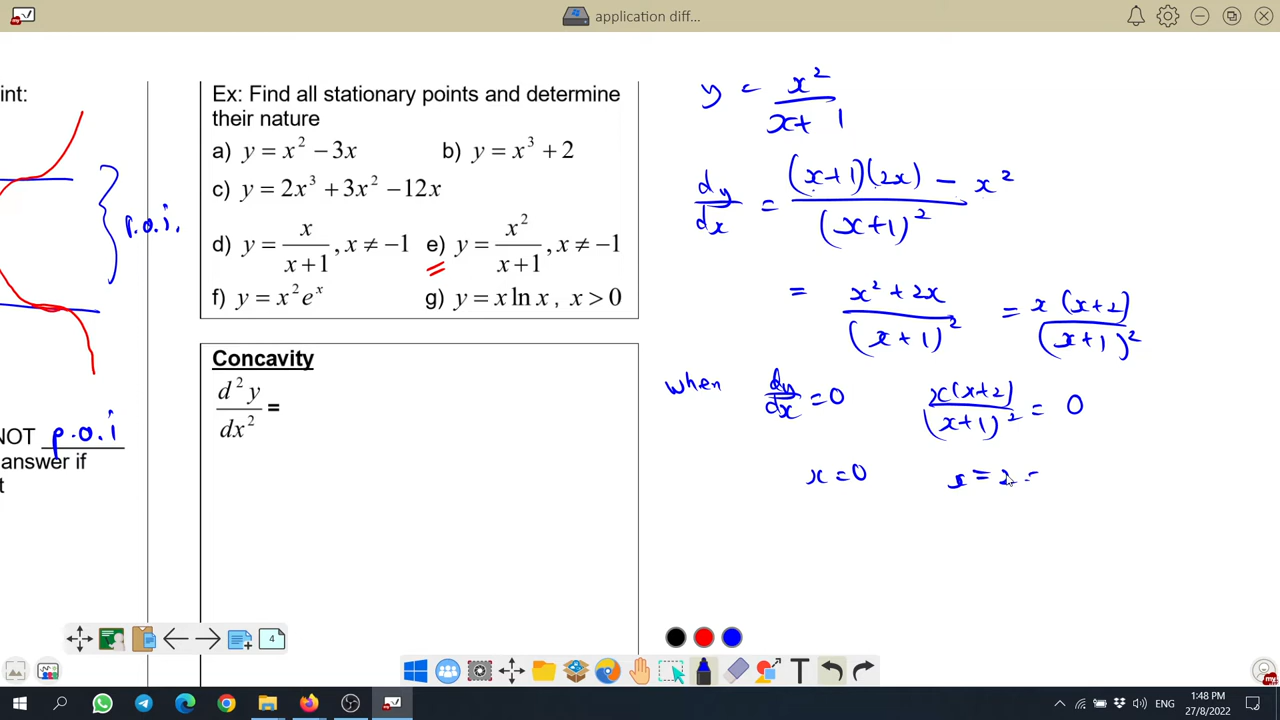 application diff...
int:
p.o.i.
NOT p.o.i
answer if
t
Ex: Find all stationary points and determine
their nature
a) y = x² − 3x b) y = x³ + 2
c) y = 2x³ + 3x² − 12x
d) y = x/(x+1), x ≠ −1 e) y = x²/(x+1), x ≠ −1
f) y = x²eˣ g) y = x ln x, x > 0
Concavity
d²y/dx² =
y = x²/(x+1)
dy/dx = ((x+1)(2x) − x²)/(x+1)²
= (x² + 2x)/(x+1)² = x(x+2)/(x+1)²
when dy/dx = 0 x(x+2)/(x+1)² = 0
x = 0 x = 2 =
4
ENG
1:48 PM
27/8/2022